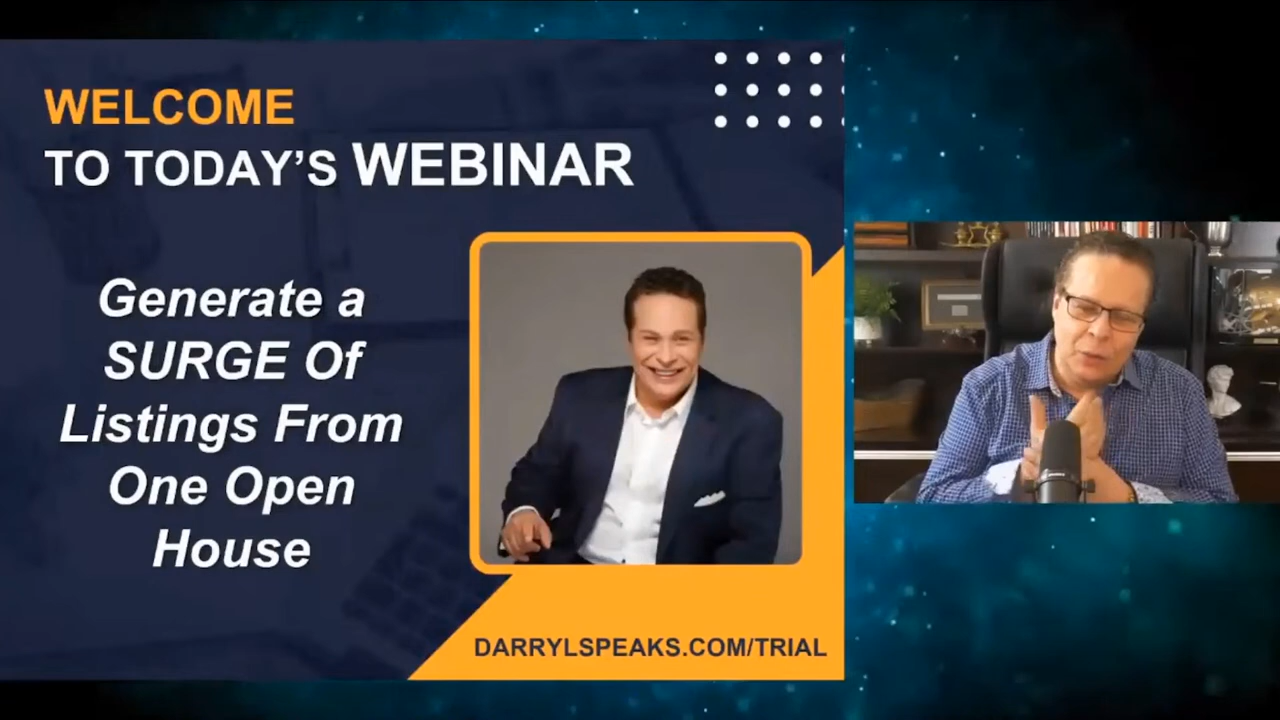 WELCOME
TO TODAY’S WEBINAR
Generate a
SURGE Of
Listings From
One Open
House
DARRYLSPEAKS.COM/TRIAL